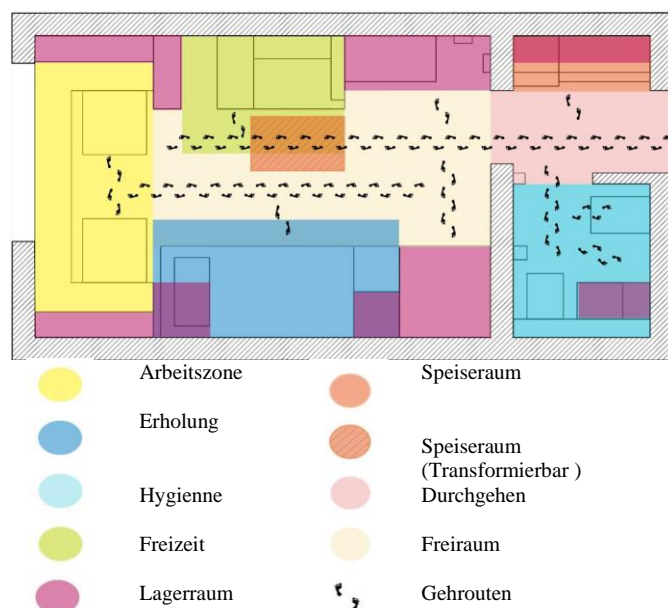 Arbeitszone
Speiseraum
Erholung
Speiseraum
(Transformierbar )
Hygienne
Durchgehen
Freizeit
Freiraum
Lagerraum
Gehrouten